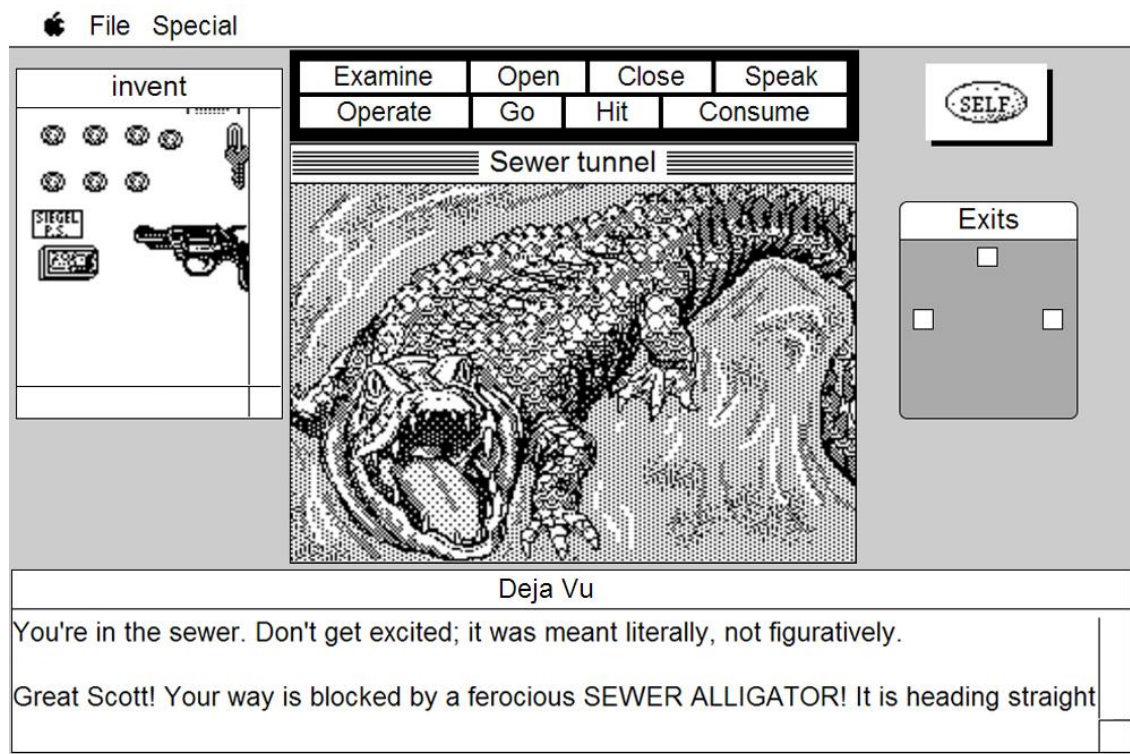 File Special
invent
Examine Open Close Speak
Operate Go Hit Consume
SELF
Sewer tunnel
SIEGEL
P.S.
Exits
Deja Vu
You're in the sewer. Don't get excited; it was meant literally, not figuratively.
Great Scott! Your way is blocked by a ferocious SEWER ALLIGATOR! It is heading straight